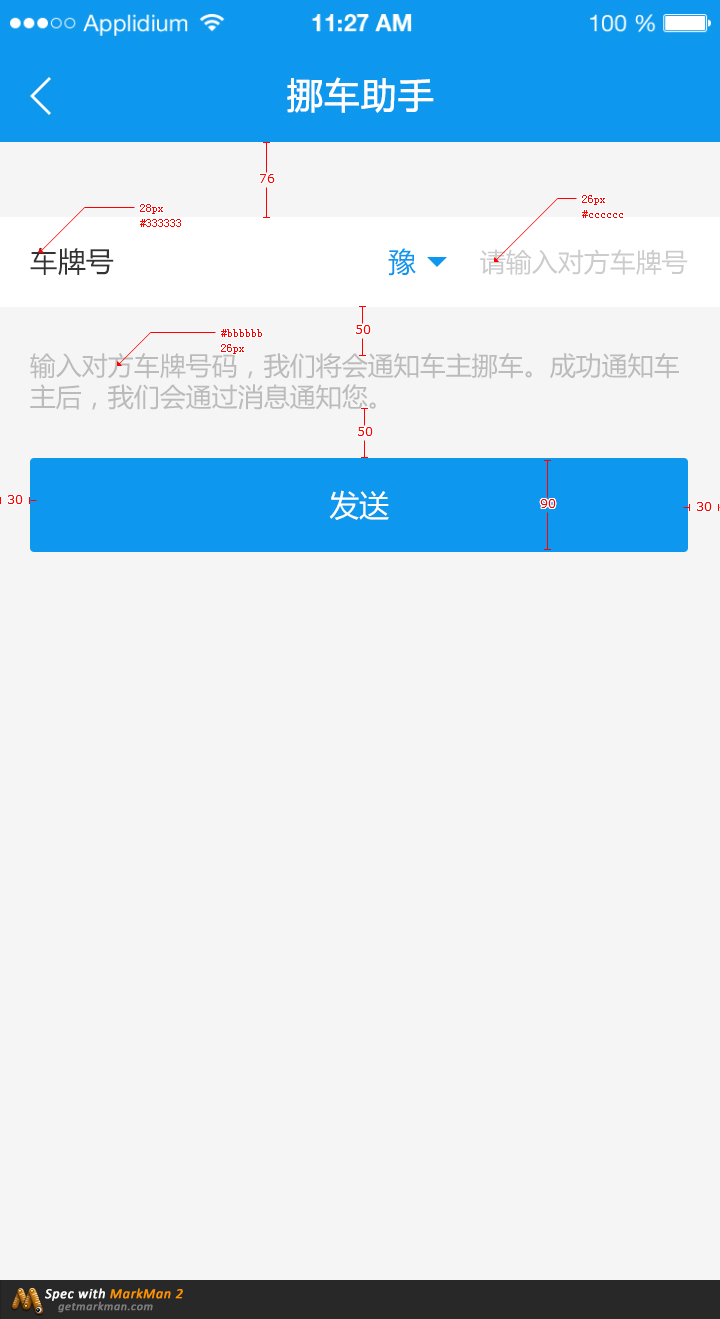 Applidium 11:27 AM 100 %
挪车助手
76
28px
#333333
26px
#cccccc
车牌号 豫 请输入对方车牌号
50
#bbbbbb
26px
输入对方车牌号码，我们将会通知车主挪车。成功通知车
主后，我们会通过消息通知您。
50
30 发送 90 30
Spec with MarkMan 2
getmarkman.com